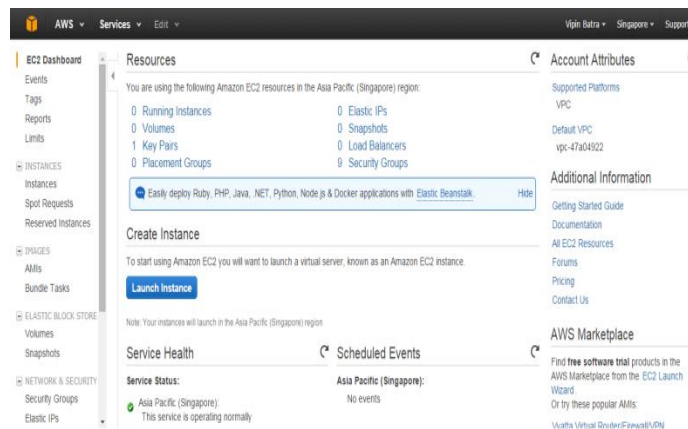 AWS
Services
Edit
Vipin Batra
Singapore
Support
EC2 Dashboard
Events
Tags
Reports
Limits
INSTANCES
Instances
Spot Requests
Reserved Instances
IMAGES
AMIs
Bundle Tasks
ELASTIC BLOCK STORE
Volumes
Snapshots
NETWORK & SECURITY
Security Groups
Elastic IPs
Resources
You are using the following Amazon EC2 resources in the Asia Pacific (Singapore) region:
0 Running Instances
0 Elastic IPs
0 Volumes
0 Snapshots
1 Key Pairs
0 Load Balancers
0 Placement Groups
9 Security Groups
Easily deploy Ruby, PHP, Java, .NET, Python, Node.js & Docker applications with Elastic Beanstalk.
Hide
Create Instance
To start using Amazon EC2 you will want to launch a virtual server, known as an Amazon EC2 instance.
Launch Instance
Note: Your instances will launch in the Asia Pacific (Singapore) region
Service Health
Service Status:
Asia Pacific (Singapore):
This service is operating normally
Scheduled Events
Asia Pacific (Singapore):
No events
Account Attributes
Supported Platforms
VPC
Default VPC
vpc-47a04922
Additional Information
Getting Started Guide
Documentation
All EC2 Resources
Forums
Pricing
Contact Us
AWS Marketplace
Find free software trial products in the
AWS Marketplace from the EC2 Launch
Wizard.
Or try these popular AMIs:
Vyatta Virtual Router/Firewall/VPN